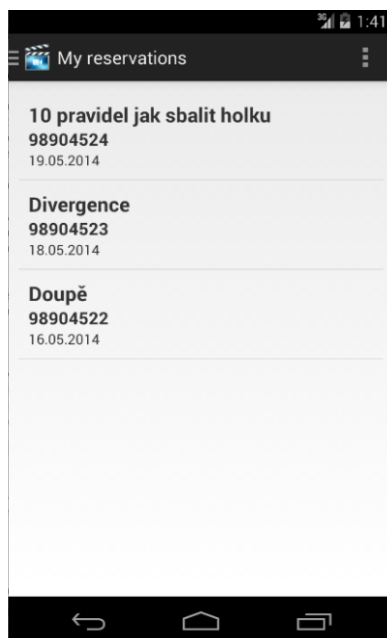 3G 1:41
My reservations
10 pravidel jak sbalit holku
98904524
19.05.2014
Divergence
98904523
18.05.2014
Doupě
98904522
16.05.2014